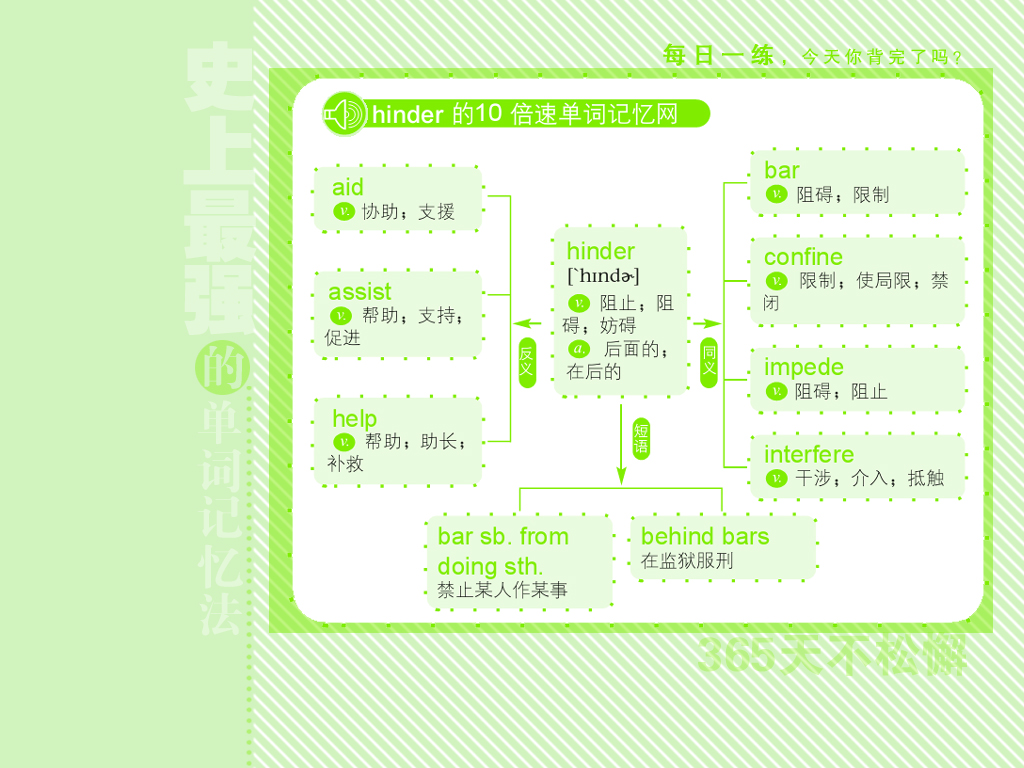 每日一练，今天你背完了吗?
史上最强的单词记忆法
hinder 的10 倍速单词记忆网
aid
v. 协助；支援
assist
v. 帮助；支持；
促进
help
v. 帮助；助长；
补救
hinder
[`hɪndɚ]
v. 阻止；阻
碍；妨碍
a. 后面的；
在后的
反义
同义
短语
bar
v. 阻碍；限制
confine
v. 限制；使局限；禁
闭
impede
v. 阻碍；阻止
interfere
v. 干涉；介入；抵触
bar sb. from
doing sth.
禁止某人作某事
behind bars
在监狱服刑
365天不松懈